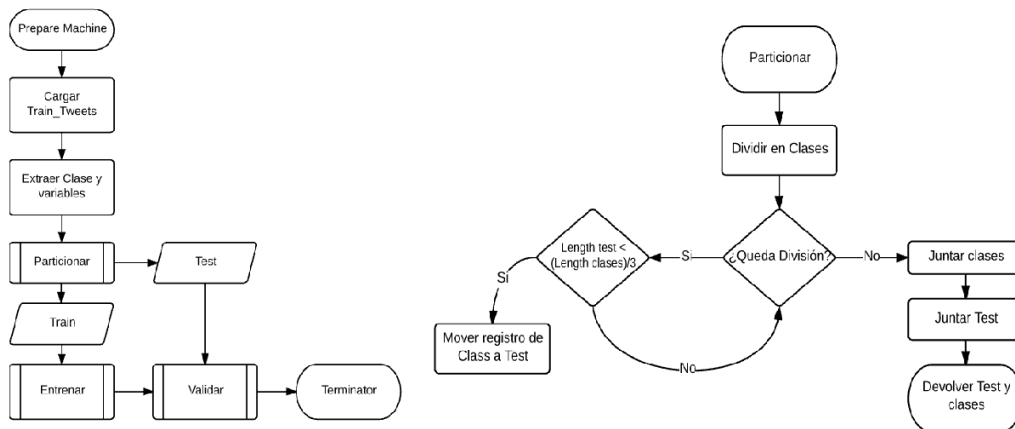 Prepare Machine
Cargar
Train_Tweets
Extraer Clase y
variables
Particionar
Test
Train
Entrenar
Validar
Terminator
Particionar
Dividir en Clases
¿Queda División?
Si
Length test <
(Length clases)/3
Si
Mover registro de
Class a Test
No
No
Juntar clases
Juntar Test
Devolver Test y
clases